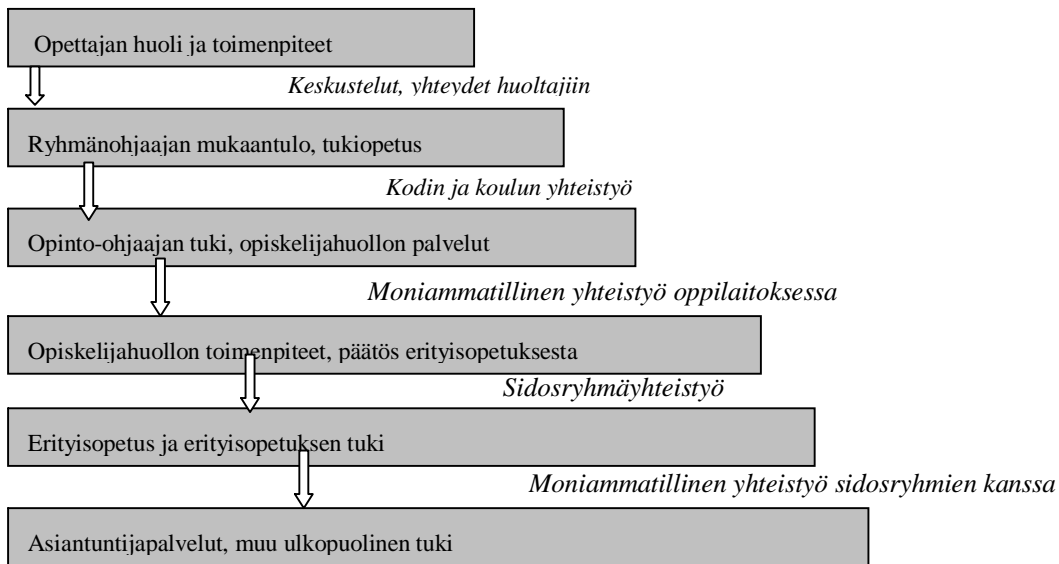 Opettajan huoli ja toimenpiteet
Keskustelut, yhteydet huoltajiin
Ryhmänohjaajan mukaantulo, tukiopetus
Kodin ja koulun yhteistyö
Opinto-ohjaajan tuki, opiskelijahuollon palvelut
Moniammatillinen yhteistyö oppilaitoksessa
Opiskelijahuollon toimenpiteet, päätös erityisopetuksesta
Sidosryhmäyhteistyö
Erityisopetus ja erityisopetuksen tuki
Moniammatillinen yhteistyö sidosryhmien kanssa
Asiantuntijapalvelut, muu ulkopuolinen tuki